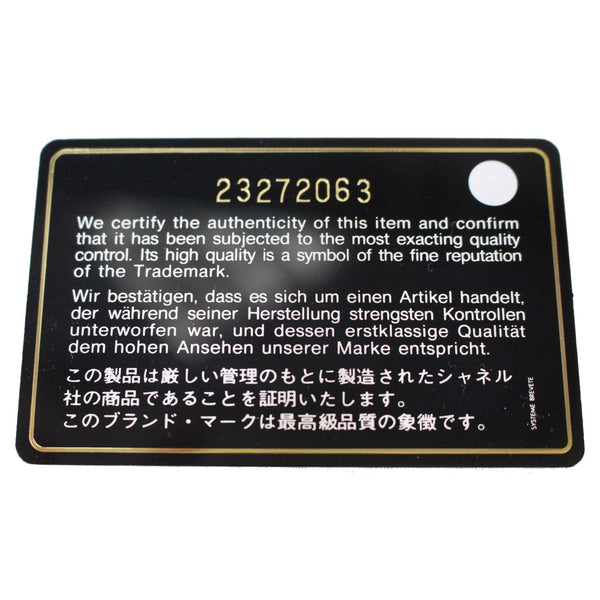 23272063
We certify the authenticity of this item and confirm
that it has been subjected to the most exacting quality
control. Its high quality is a symbol of the fine reputation
of the Trademark.
Wir bestätigen, dass es sich um einen Artikel handelt,
der während seiner Herstellung strengsten Kontrollen
unterworfen war, und dessen erstklassige Qualität
dem hohen Ansehen unserer Marke entspricht.
この製品は厳しい管理のもとに製造されたシャネル
社の商品であることを証明いたします。
このブランド・マークは最高級品質の象徴です。
SYSTEME BREVETE